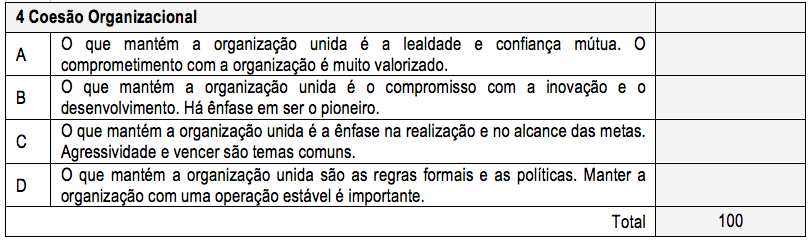 4 Coesão Organizacional
A
O que mantém a organização unida é a lealdade e confiança mútua. O
comprometimento com a organização é muito valorizado.
B
O que mantém a organização unida é o compromisso com a inovação e o
desenvolvimento. Há ênfase em ser o pioneiro.
C
O que mantém a organização unida é a ênfase na realização e no alcance das metas.
Agressividade e vencer são temas comuns.
D
O que mantém a organização unida são as regras formais e as políticas. Manter a
organização com uma operação estável é importante.
Total 100